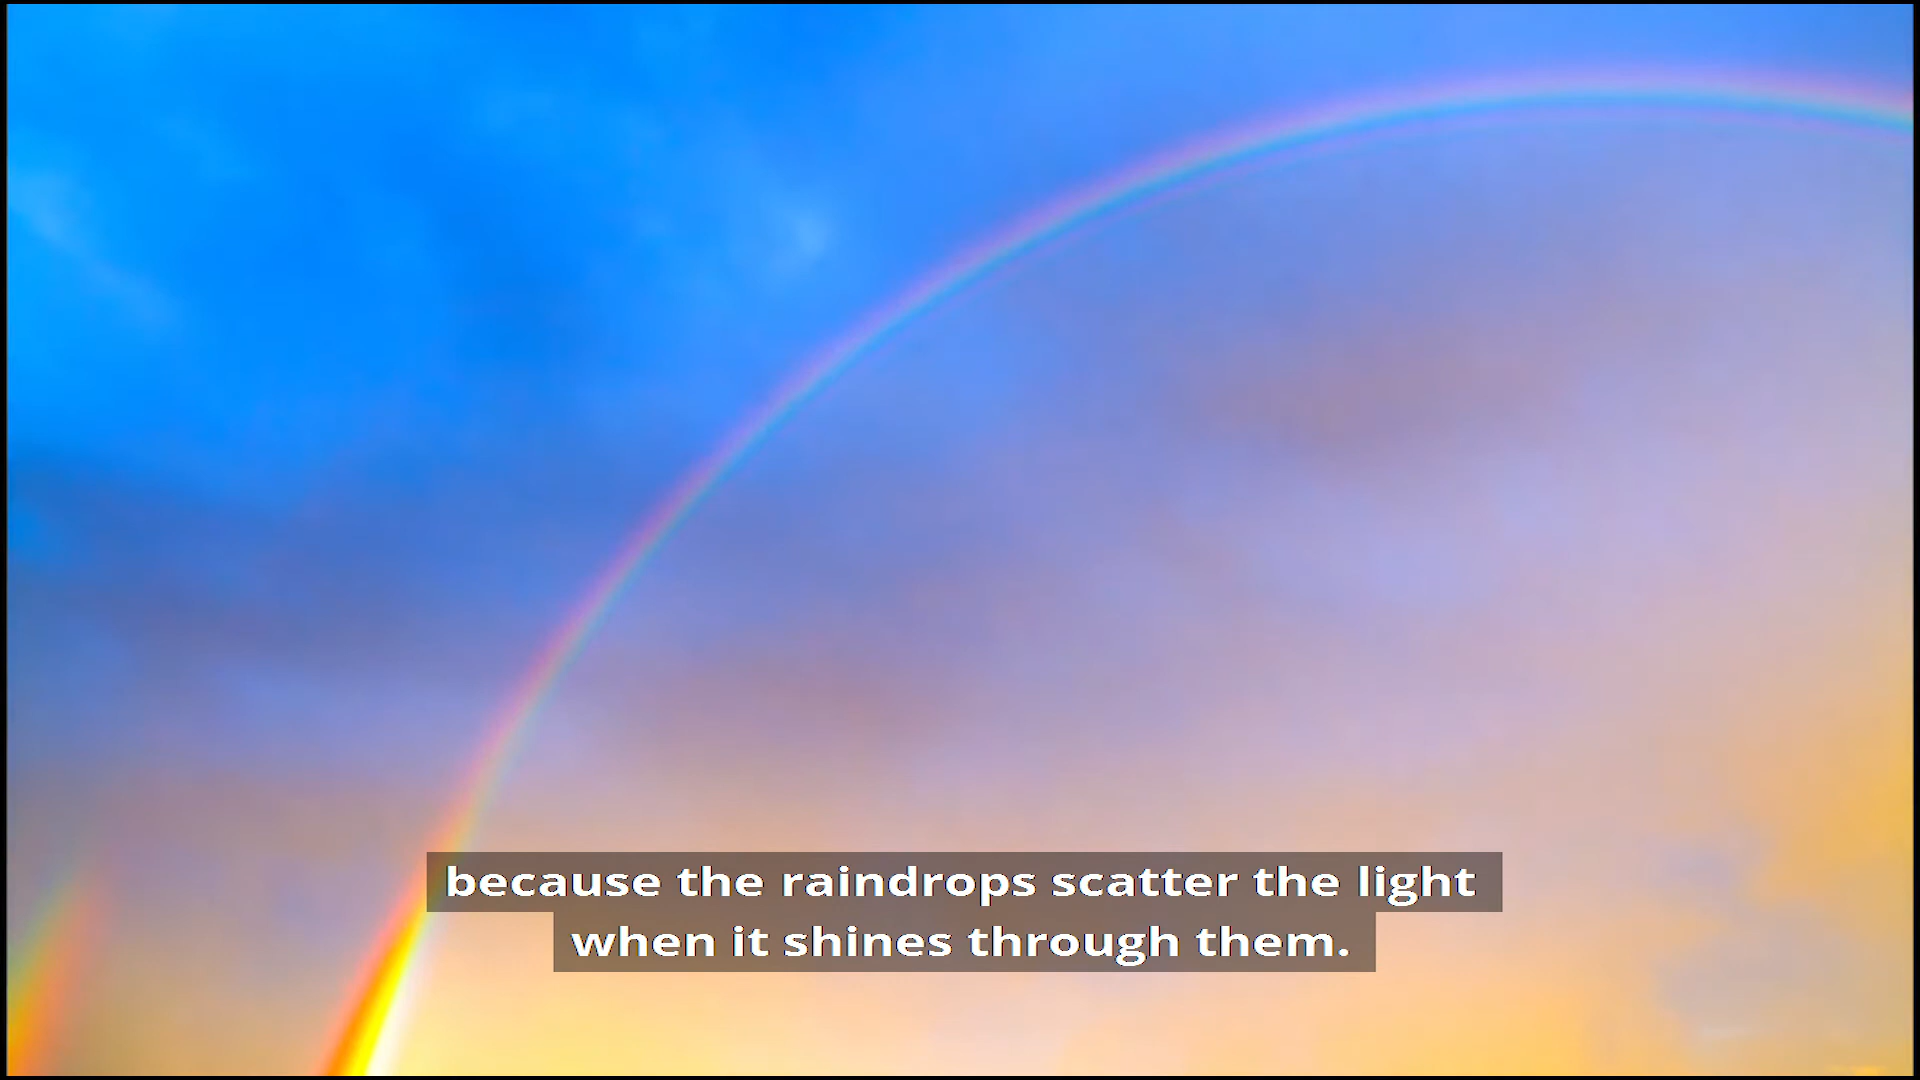 because the raindrops scatter the light
when it shines through them.